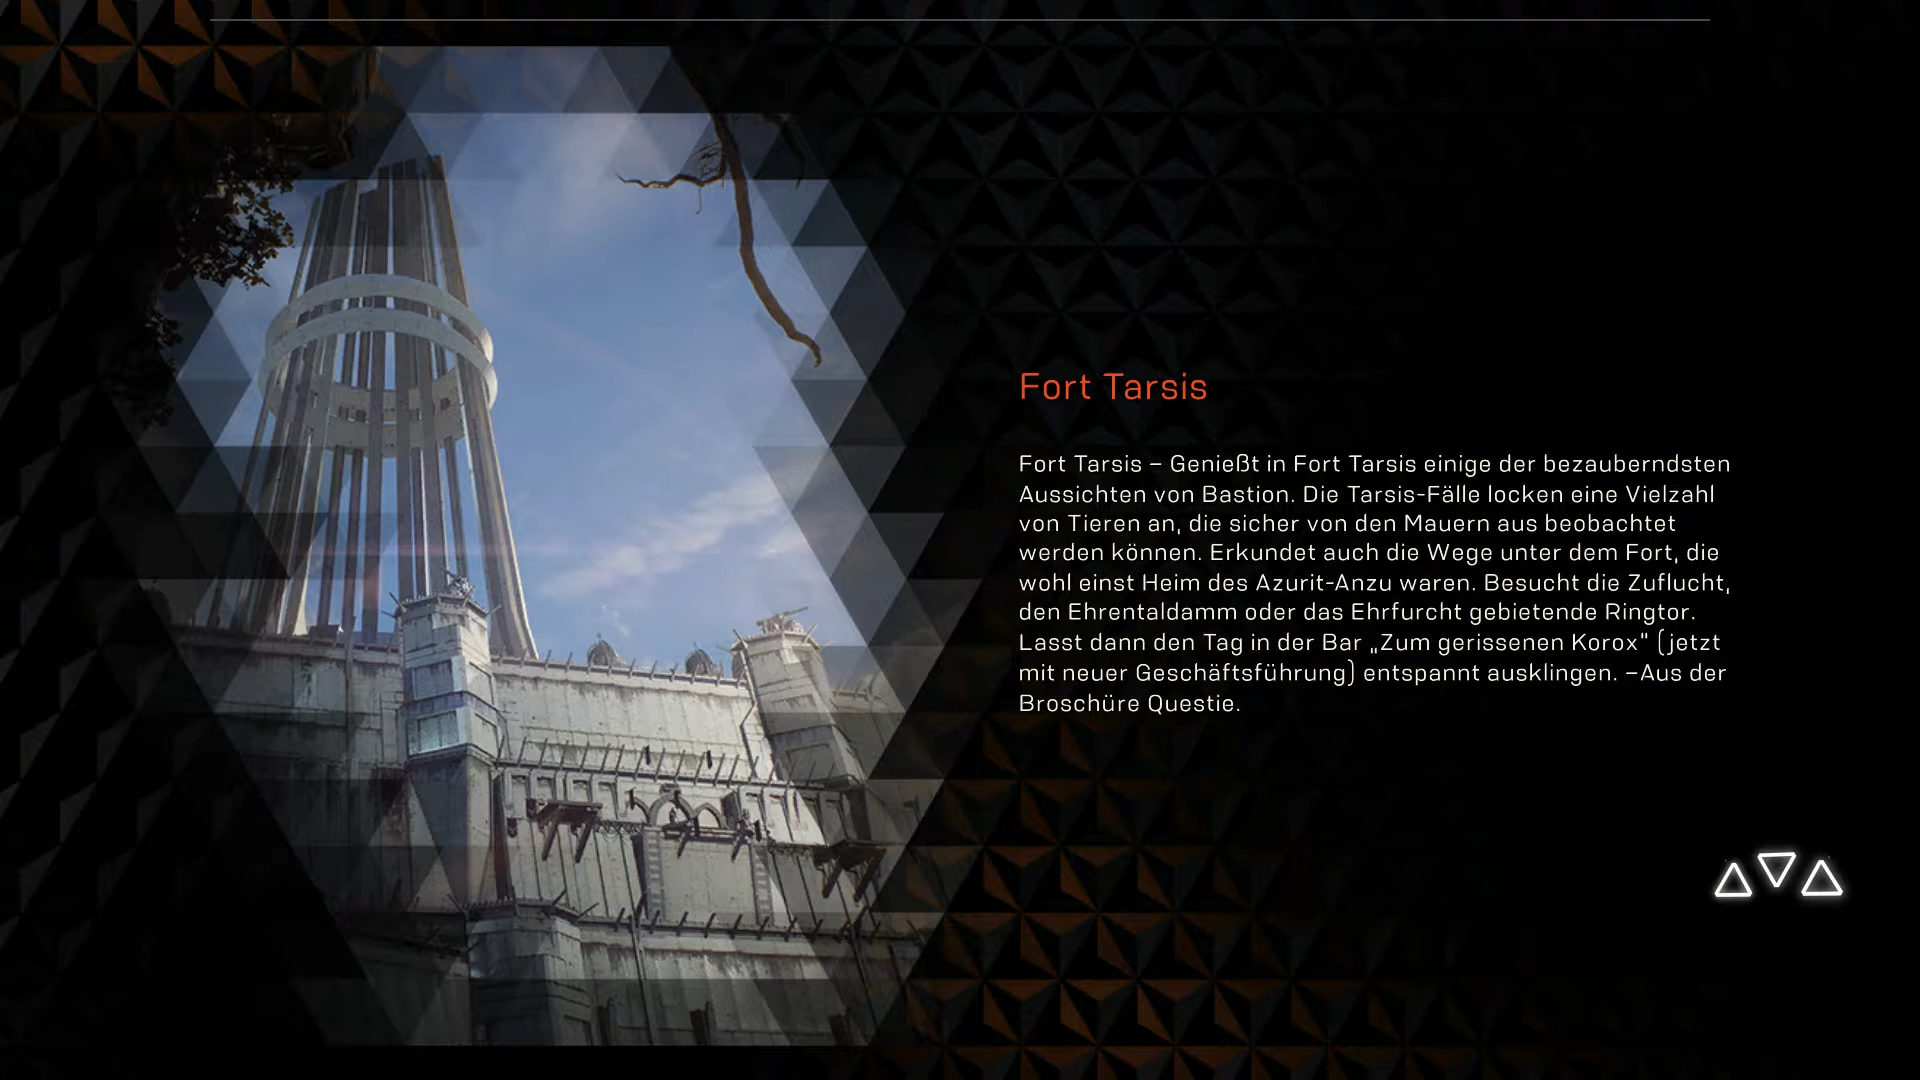 Fort Tarsis
Fort Tarsis – Genießt in Fort Tarsis einige der bezauberndsten
Aussichten von Bastion. Die Tarsis-Fälle locken eine Vielzahl
von Tieren an, die sicher von den Mauern aus beobachtet
werden können. Erkundet auch die Wege unter dem Fort, die
wohl einst Heim des Azurit-Anzu waren. Besucht die Zuflucht,
den Ehrentaldamm oder das Ehrfurcht gebietende Ringtor.
Lasst dann den Tag in der Bar „Zum gerissenen Korox“ (jetzt
mit neuer Geschäftsführung) entspannt ausklingen. –Aus der
Broschüre Questie.